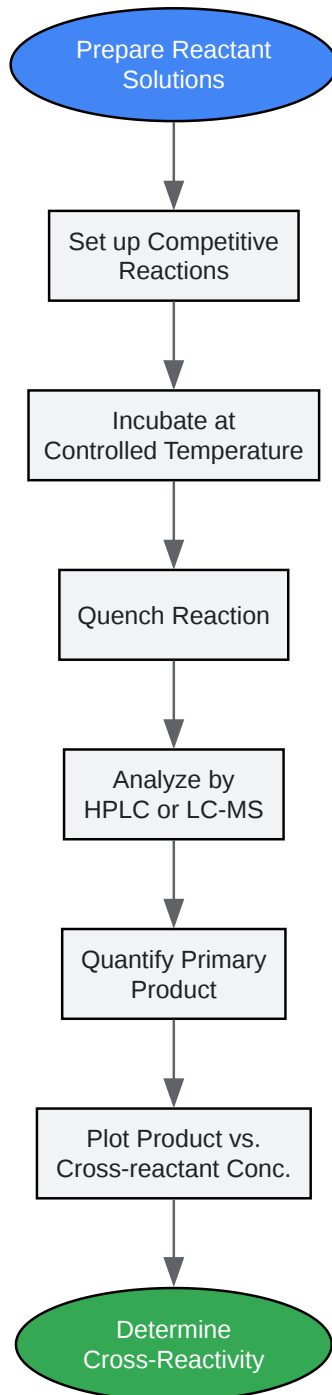 Prepare Reactant
Solutions
Set up Competitive
Reactions
Incubate at
Controlled Temperature
Quench Reaction
Analyze by
HPLC or LC-MS
Quantify Primary
Product
Plot Product vs.
Cross-reactant Conc.
Determine
Cross-Reactivity